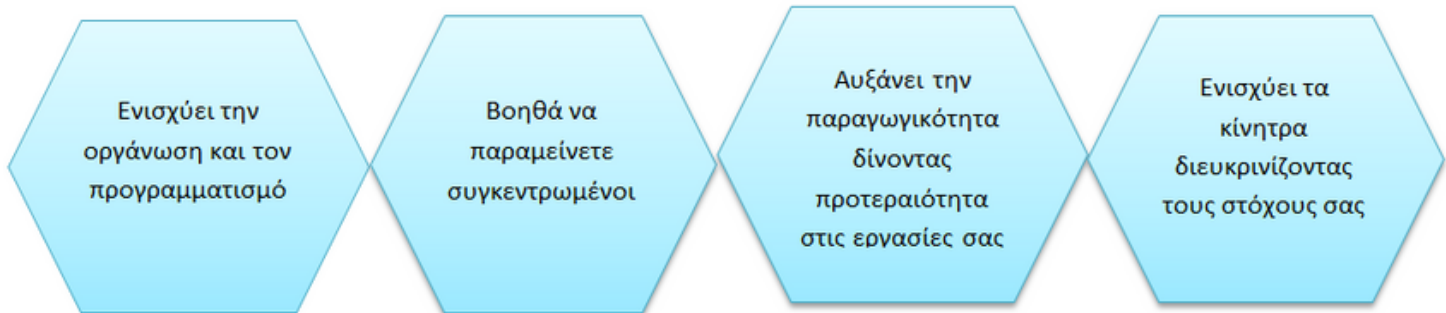 Ενισχύει την
οργάνωση και τον
προγραμματισμό
Βοηθά να
παραμείνετε
συγκεντρωμένοι
Αυξάνει την
παραγωγικότητα
δίνοντας
προτεραιότητα
στις εργασίες σας
Ενισχύει τα
κίνητρα
διευκρινίζοντας
τους στόχους σας